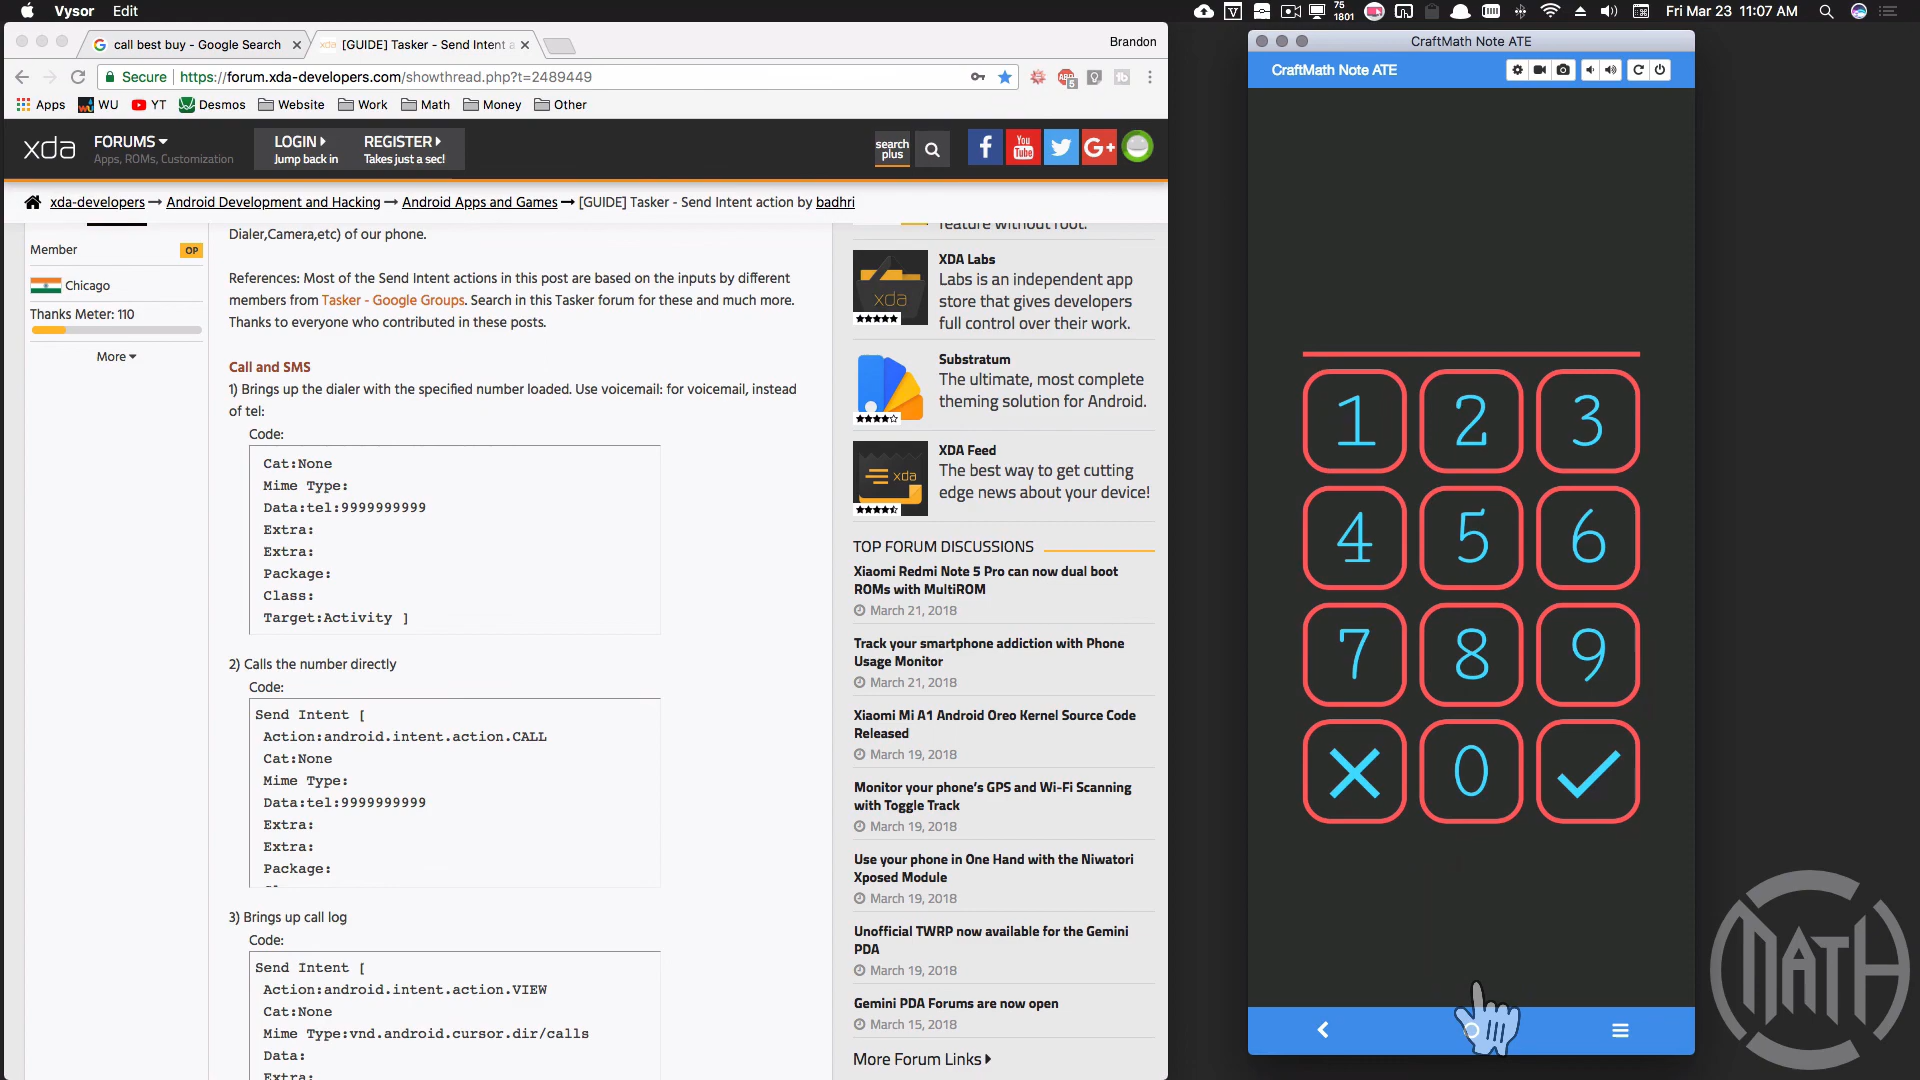 Vysor Edit
75
1801
Fri Mar 23 11:07 AM
call best buy - Google Search
[GUIDE] Tasker - Send Intent a
Brandon
Secure
https://forum.xda-developers.com/showthread.php?t=2489449
Apps WU YT Desmos Website Work Math Money Other
xda
FORUMS
Apps, ROMs, Customization
LOGIN
Jump back in
REGISTER
Takes just a sec!
search
plus
You
Tube
G+
xda-developers → Android Development and Hacking → Android Apps and Games → [GUIDE] Tasker - Send Intent action by badhri
Member OP
Chicago
Thanks Meter: 110
More
Dialer,Camera,etc) of our phone.
References: Most of the Send Intent actions in this post are based on the inputs by different
members from Tasker - Google Groups. Search in this Tasker forum for these and much more.
Thanks to everyone who contributed in these posts.
Call and SMS
1) Brings up the dialer with the specified number loaded. Use voicemail: for voicemail, instead
of tel:
Code:
Cat:None
Mime Type:
Data:tel:9999999999
Extra:
Extra:
Package:
Class:
Target:Activity ]
2) Calls the number directly
Code:
Send Intent [
Action:android.intent.action.CALL
Cat:None
Mime Type:
Data:tel:9999999999
Extra:
Extra:
Package:
3) Brings up call log
Code:
Send Intent [
Action:android.intent.action.VIEW
Cat:None
Mime Type:vnd.android.cursor.dir/calls
Data:
Extra:
feature without root.
XDA Labs
Labs is an independent app
store that gives developers
full control over their work.
xda
Substratum
The ultimate, most complete
theming solution for Android.
XDA Feed
The best way to get cutting
edge news about your device!
xda
TOP FORUM DISCUSSIONS
Xiaomi Redmi Note 5 Pro can now dual boot
ROMs with MultiROM
March 21, 2018
Track your smartphone addiction with Phone
Usage Monitor
March 21, 2018
Xiaomi Mi A1 Android Oreo Kernel Source Code
Released
March 19, 2018
Monitor your phone's GPS and Wi-Fi Scanning
with Toggle Track
March 19, 2018
Use your phone in One Hand with the Niwatori
Xposed Module
March 19, 2018
Unofficial TWRP now available for the Gemini
PDA
March 19, 2018
Gemini PDA Forums are now open
March 15, 2018
More Forum Links
CraftMath Note ATE
CraftMath Note ATE
1 2 3
4 5 6
7 8 9
0
MATH